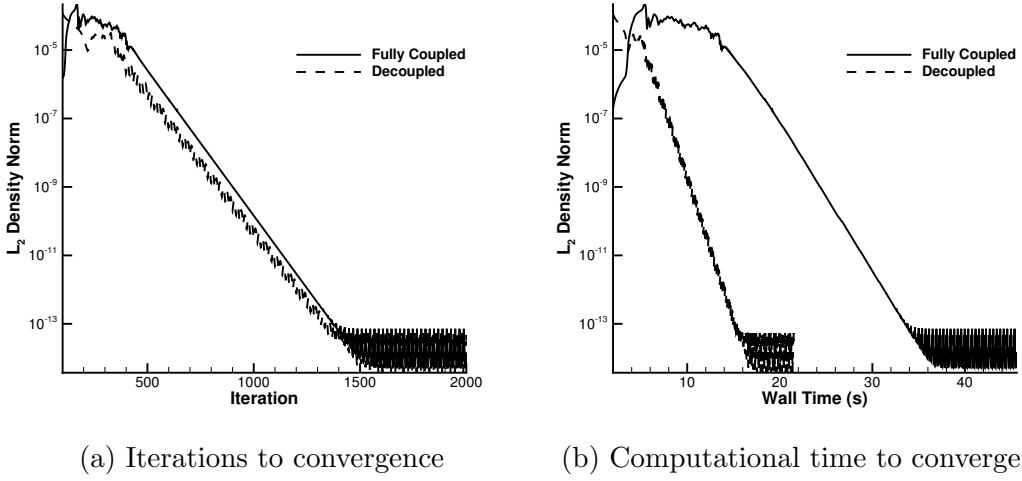 10^-5
10^-7
10^-9
10^-11
10^-13
L_2 Density Norm
Fully Coupled
Decoupled
500
1000
1500
2000
Iteration
(a) Iterations to convergence
10^-5
10^-7
10^-9
10^-11
10^-13
L_2 Density Norm
Fully Coupled
Decoupled
10
20
30
40
Wall Time (s)
(b) Computational time to converge